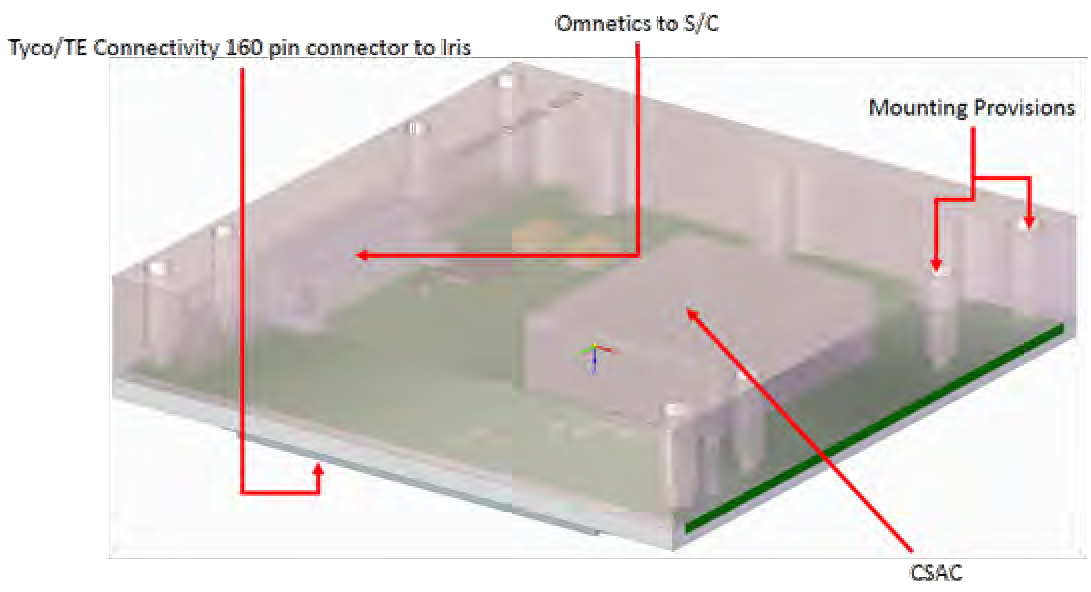 Omnetics to S/C
Tyco/TE Connectivity 160 pin connector to Iris
Mounting Provisions
CSAC